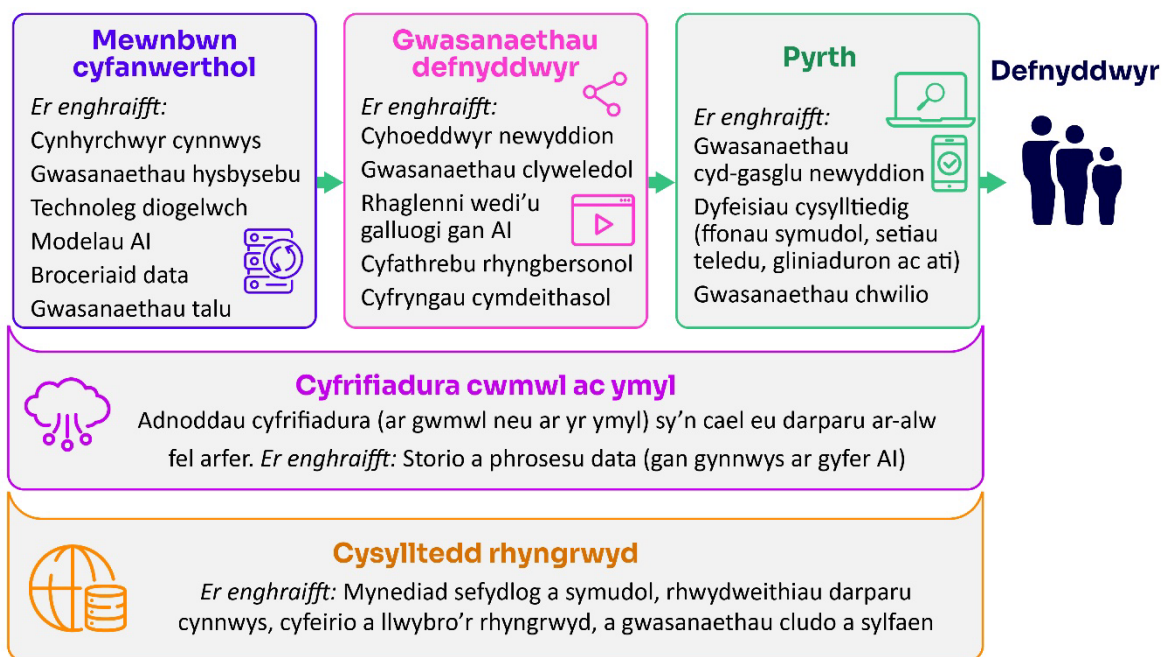 Mewnbwn
cyfanwerthol
Er enghraifft:
Cynhyrchwyr cynnwys
Gwasanaethau hysbysebu
Technoleg diogelwch
Modelau AI
Broceriaid data
Gwasanaethau talu
Gwasanaethau
defnyddwyr
Er enghraifft:
Cyhoeddwyr newyddion
Gwasanaethau clyweledol
Rhaglenni wedi’u
galluogi gan AI
Cyfathrebu rhyngbersonol
Cyfryngau cymdeithasol
Pyrth
Er enghraifft:
Gwasanaethau
cyd-gasglu newyddion
Dyfeisiau cysylltiedig
(ffonau symudol, setiau
teledu, gliniaduron ac ati)
Gwasanaethau chwilio
Defnyddwyr
Cyfrifiadura cwmwl ac ymyl
Adnoddau cyfrifiadura (ar gwmwl neu ar yr ymyl) sy’n cael eu darparu ar-alw
fel arfer. Er enghraifft: Storio a phrosesu data (gan gynnwys ar gyfer AI)
Cysylltedd rhyngrwyd
Er enghraifft: Mynediad sefydlog a symudol, rhwydweithiau darparu
cynnwys, cyfeirio a llwybro’r rhyngrwyd, a gwasanaethau cludo a sylfaen